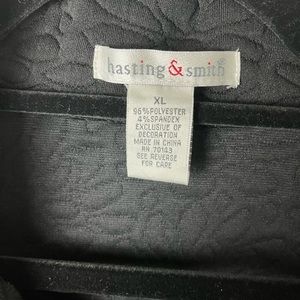 hasting & smith
XL
96%POLYESTER
4%SPANDEX
EXCLUSIVE OF
DECORATION
MADE IN CHINA
RN 70143
SEE REVERSE
FOR CARE